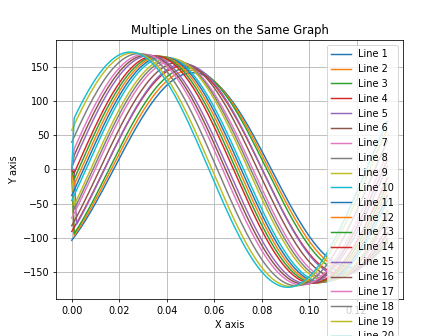 Multiple Lines on the Same Graph
Y axis
150
100
50
0
−50
−100
−150
0.00
0.02
0.04
0.06
0.08
0.10
X axis
Line 1
Line 2
Line 3
Line 4
Line 5
Line 6
Line 7
Line 8
Line 9
Line 10
Line 11
Line 12
Line 13
Line 14
Line 15
Line 16
Line 17
Line 18
Line 19
Line 20